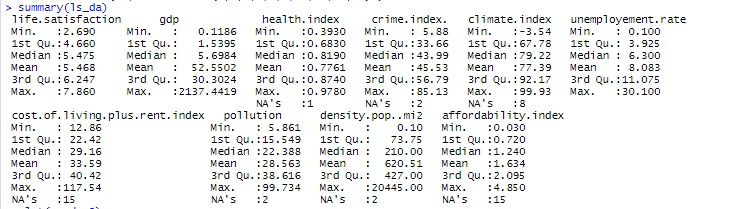 > summary(ls_da)
life.satisfaction gdp health.index crime.index. climate.index unemployement.rate
Min. :2.690 Min. : 0.1186 Min. :0.3930 Min. : 5.88 Min. :-3.54 Min. : 0.100
1st Qu.:4.660 1st Qu.: 1.5395 1st Qu.:0.6830 1st Qu.:33.66 1st Qu.:67.78 1st Qu.: 3.925
Median :5.475 Median : 5.6984 Median :0.8190 Median :43.99 Median :79.22 Median : 6.300
Mean :5.468 Mean : 52.5502 Mean :0.7761 Mean :45.53 Mean :77.39 Mean : 8.083
3rd Qu.:6.247 3rd Qu.: 30.3024 3rd Qu.:0.8740 3rd Qu.:56.79 3rd Qu.:92.17 3rd Qu.:11.075
Max. :7.860 Max. :2137.4419 Max. :0.9780 Max. :85.13 Max. :99.93 Max. :30.100
NA's :1 NA's :2 NA's :8
cost.of.living.plus.rent.index pollution density.pop..mi2 affordability.index
Min. : 12.86 Min. : 5.861 Min. : 0.10 Min. :0.030
1st Qu.: 22.42 1st Qu.:15.549 1st Qu.: 73.75 1st Qu.:0.720
Median : 29.16 Median :22.388 Median : 210.00 Median :1.240
Mean : 33.59 Mean :28.563 Mean : 620.51 Mean :1.634
3rd Qu.: 40.42 3rd Qu.:38.616 3rd Qu.: 427.00 3rd Qu.:2.095
Max. :117.54 Max. :99.734 Max. :20445.00 Max. :4.850
NA's :15 NA's :2 NA's :2 NA's :15